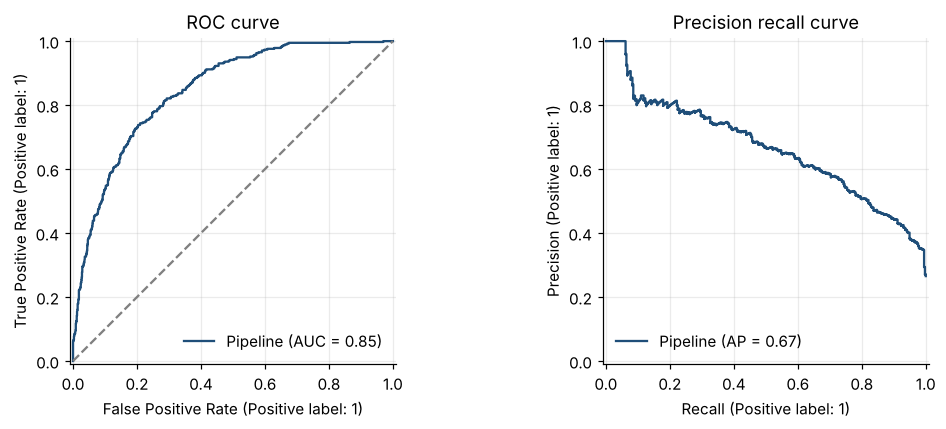 ROC curve
1.0
0.8
0.6
0.4
0.2
0.0
True Positive Rate (Positive label: 1)
Pipeline (AUC = 0.85)
0.0 0.2 0.4 0.6 0.8 1.0
False Positive Rate (Positive label: 1)
Precision recall curve
1.0
0.8
0.6
0.4
0.2
0.0
Precision (Positive label: 1)
Pipeline (AP = 0.67)
0.0 0.2 0.4 0.6 0.8 1.0
Recall (Positive label: 1)